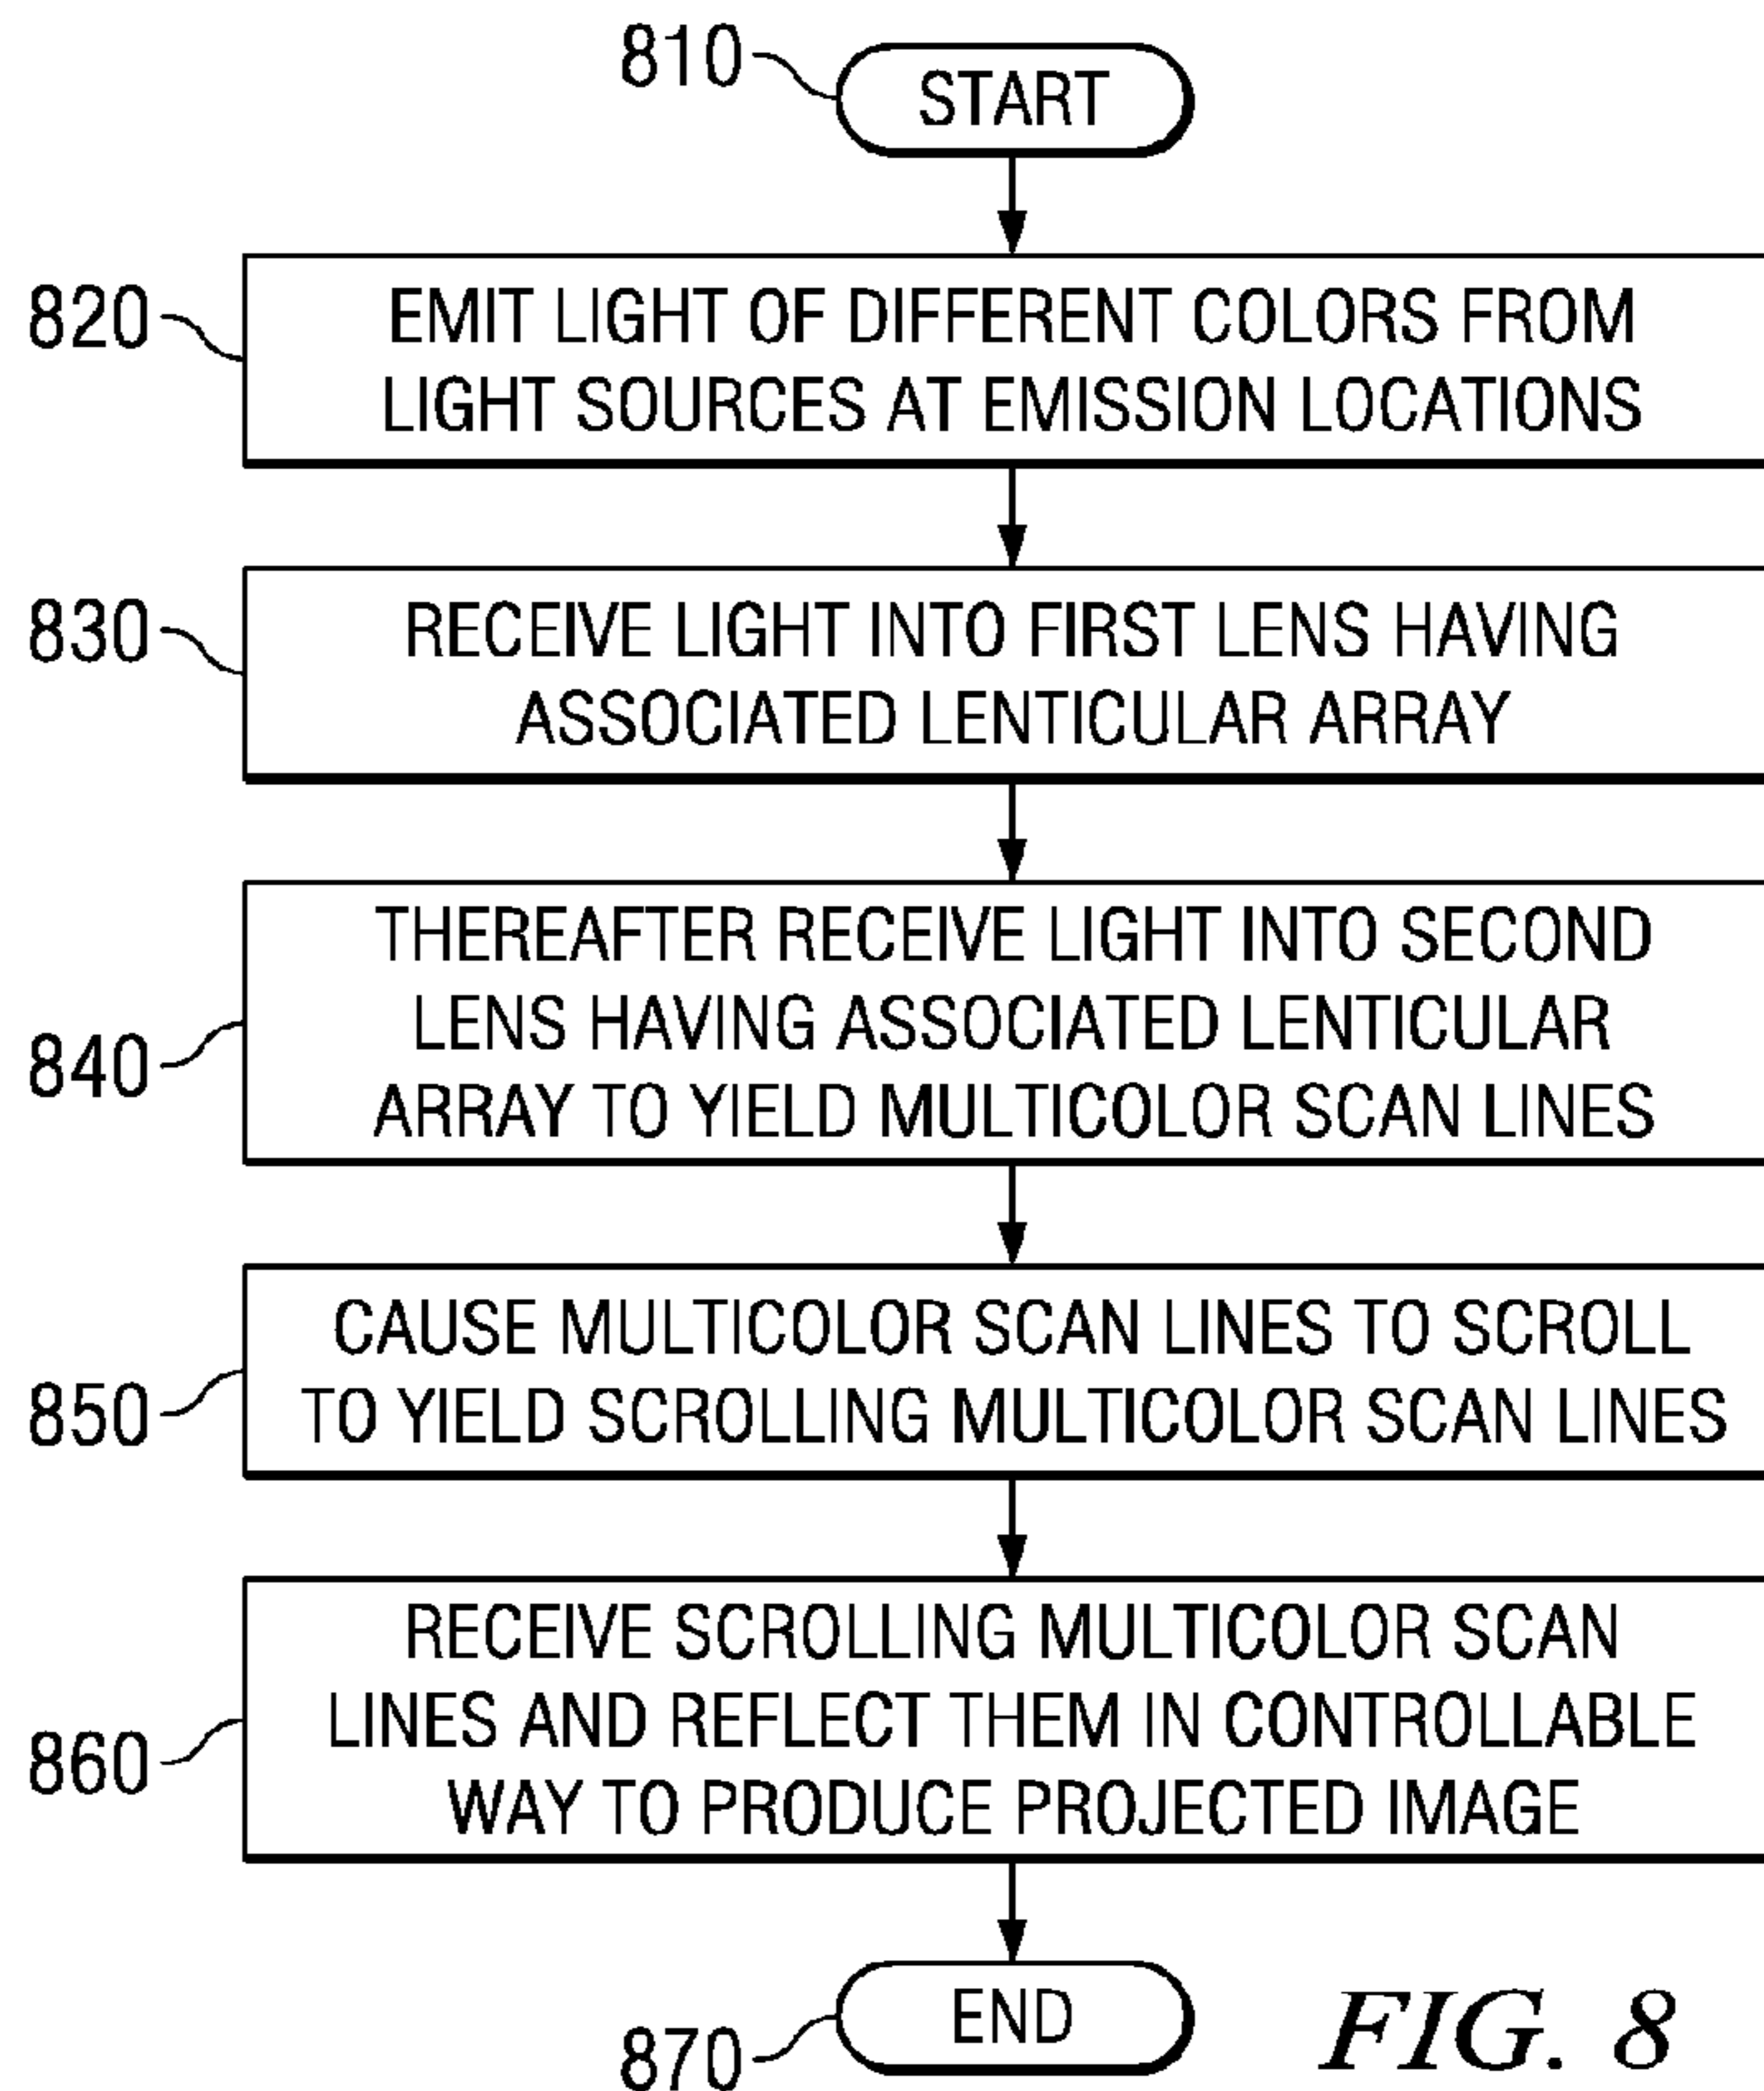 810
START
820
EMIT LIGHT OF DIFFERENT COLORS FROM
LIGHT SOURCES AT EMISSION LOCATIONS
830
RECEIVE LIGHT INTO FIRST LENS HAVING
ASSOCIATED LENTICULAR ARRAY
840
THEREAFTER RECEIVE LIGHT INTO SECOND
LENS HAVING ASSOCIATED LENTICULAR
ARRAY TO YIELD MULTICOLOR SCAN LINES
850
CAUSE MULTICOLOR SCAN LINES TO SCROLL
TO YIELD SCROLLING MULTICOLOR SCAN LINES
860
RECEIVE SCROLLING MULTICOLOR SCAN
LINES AND REFLECT THEM IN CONTROLLABLE
WAY TO PRODUCE PROJECTED IMAGE
870
END
FIG. 8